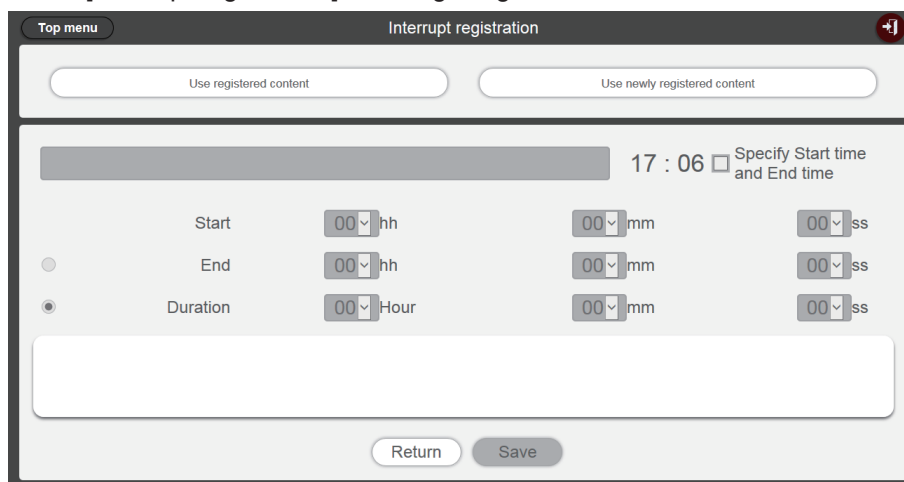 Top menu
Interrupt registration
Use registered content
Use newly registered content
17 : 06
Specify Start time
and End time
Start 00 hh 00 mm 00 ss
End 00 hh 00 mm 00 ss
Duration 00 Hour 00 mm 00 ss
Return
Save